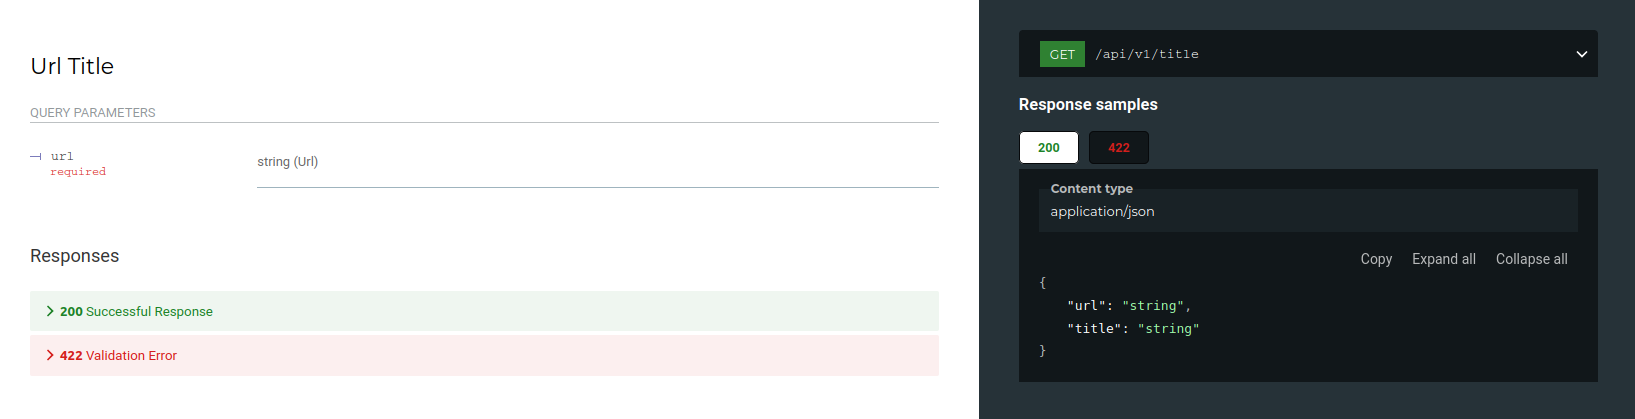 Url Title
QUERY PARAMETERS
url
required
string (Url)
Responses
200 Successful Response
422 Validation Error
GET /api/v1/title
Response samples
200 422
Content type
application/json
Copy Expand all Collapse all
{
"url": "string",
"title": "string"
}